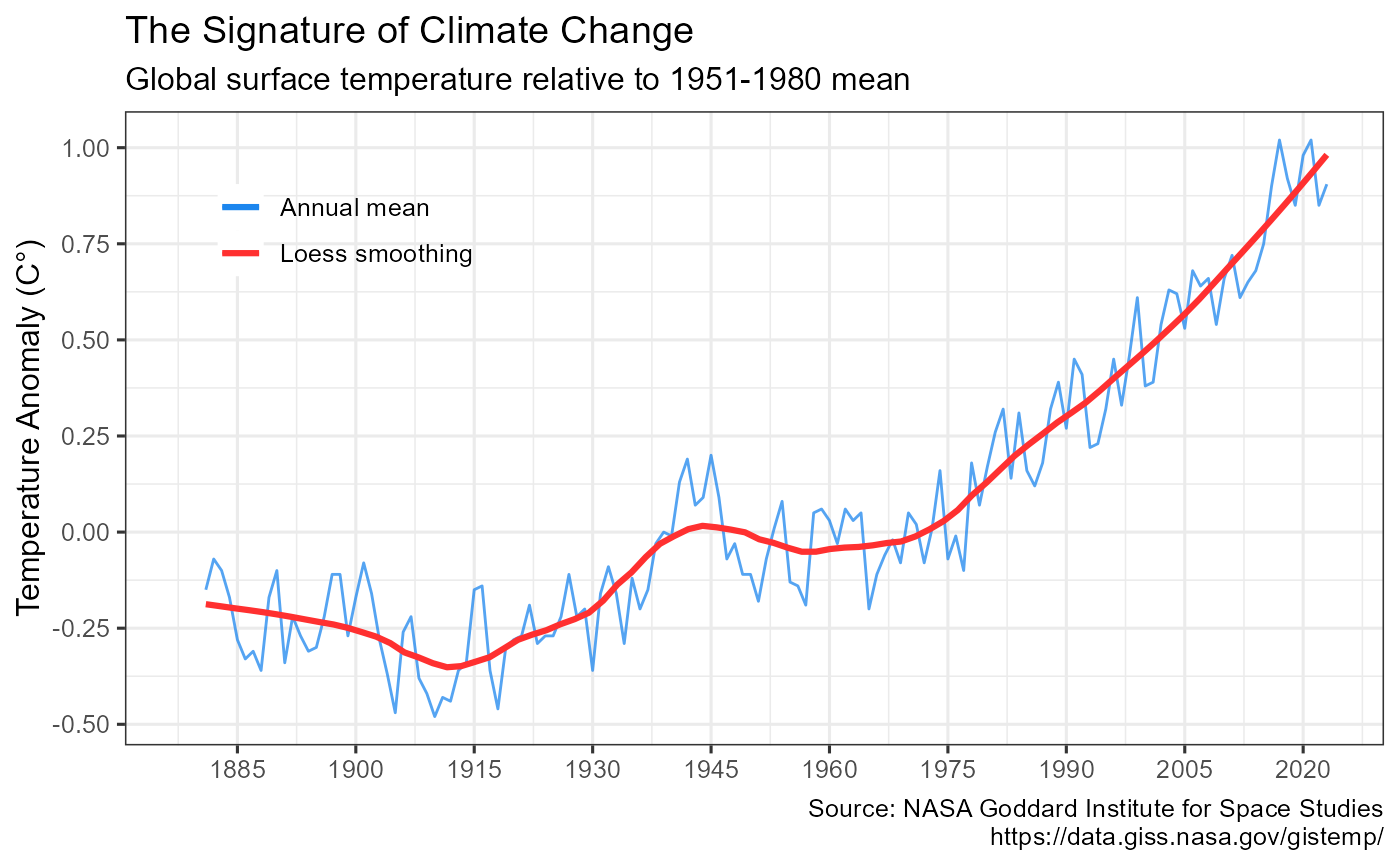 The Signature of Climate Change
Global surface temperature relative to 1951-1980 mean
Temperature Anomaly (C°)
1.00
0.75
0.50
0.25
0.00
-0.25
-0.50
Annual mean
Loess smoothing
1885 1900 1915 1930 1945 1960 1975 1990 2005 2020
Source: NASA Goddard Institute for Space Studies
https://data.giss.nasa.gov/gistemp/